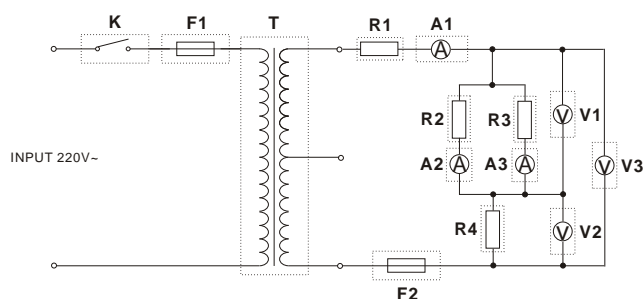 K F1 T R1 A1
R2 R3 V1
A2 A3 V3
INPUT 220V~
R4 V2
F2